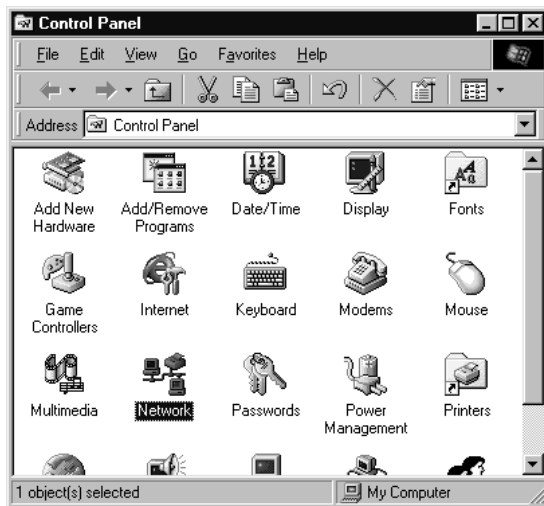 Control Panel
File Edit View Go Favorites Help
Address Control Panel
Add New Hardware
Add/Remove Programs
Date/Time
Display
Fonts
Game Controllers
Internet
Keyboard
Modems
Mouse
Multimedia
Network
Passwords
Power Management
Printers
1 object(s) selected
My Computer